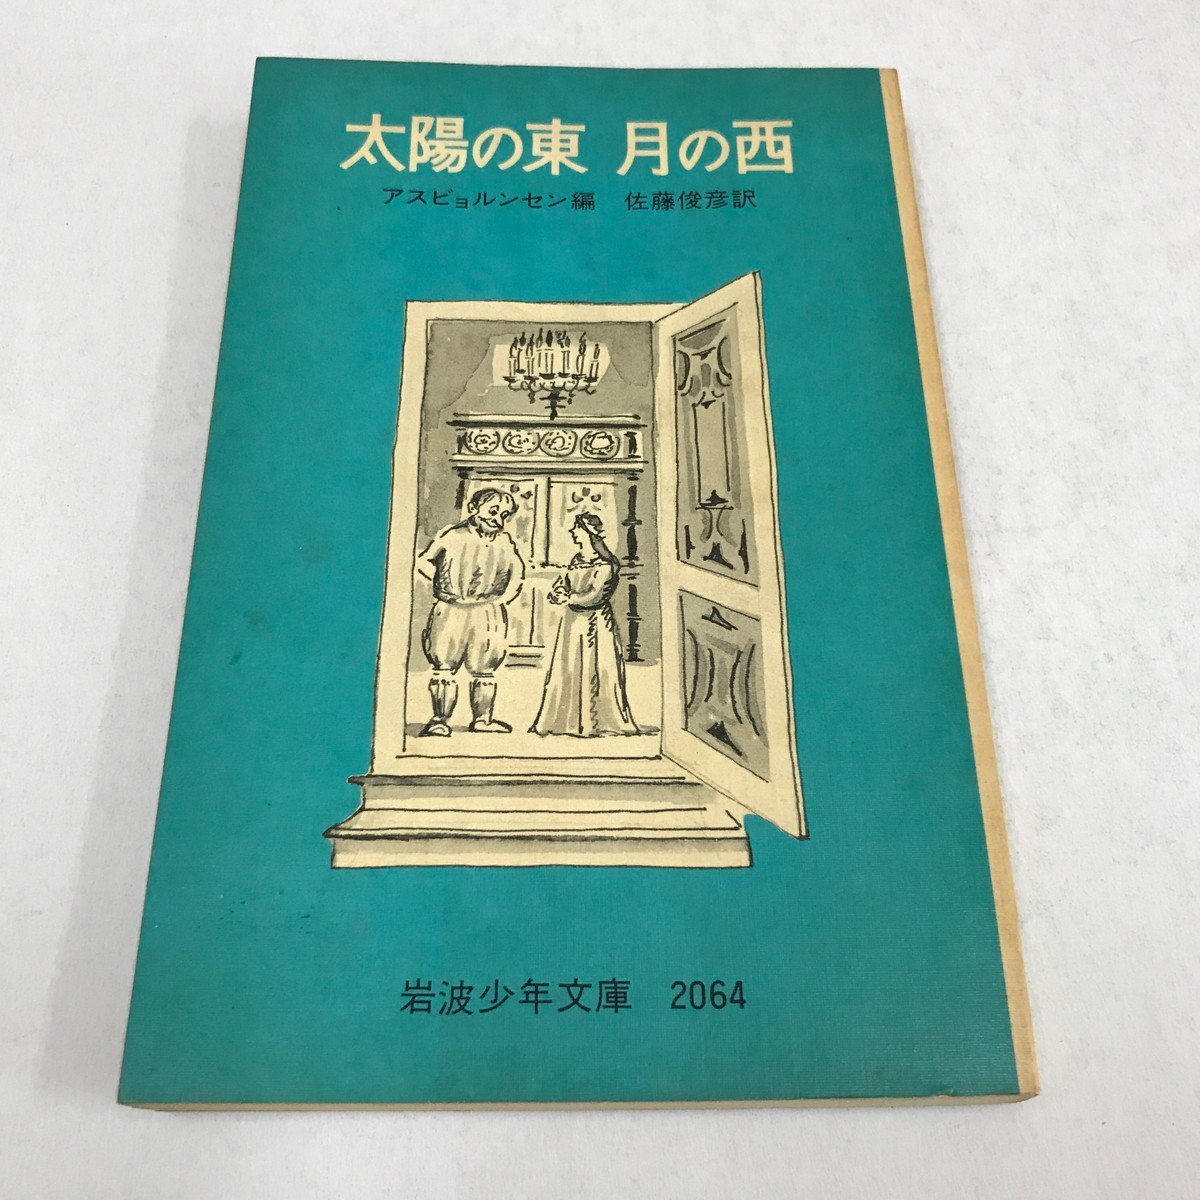 太陽の東 月の西
アスビョルンセン編 佐藤俊彦訳
岩波少年文庫 2064